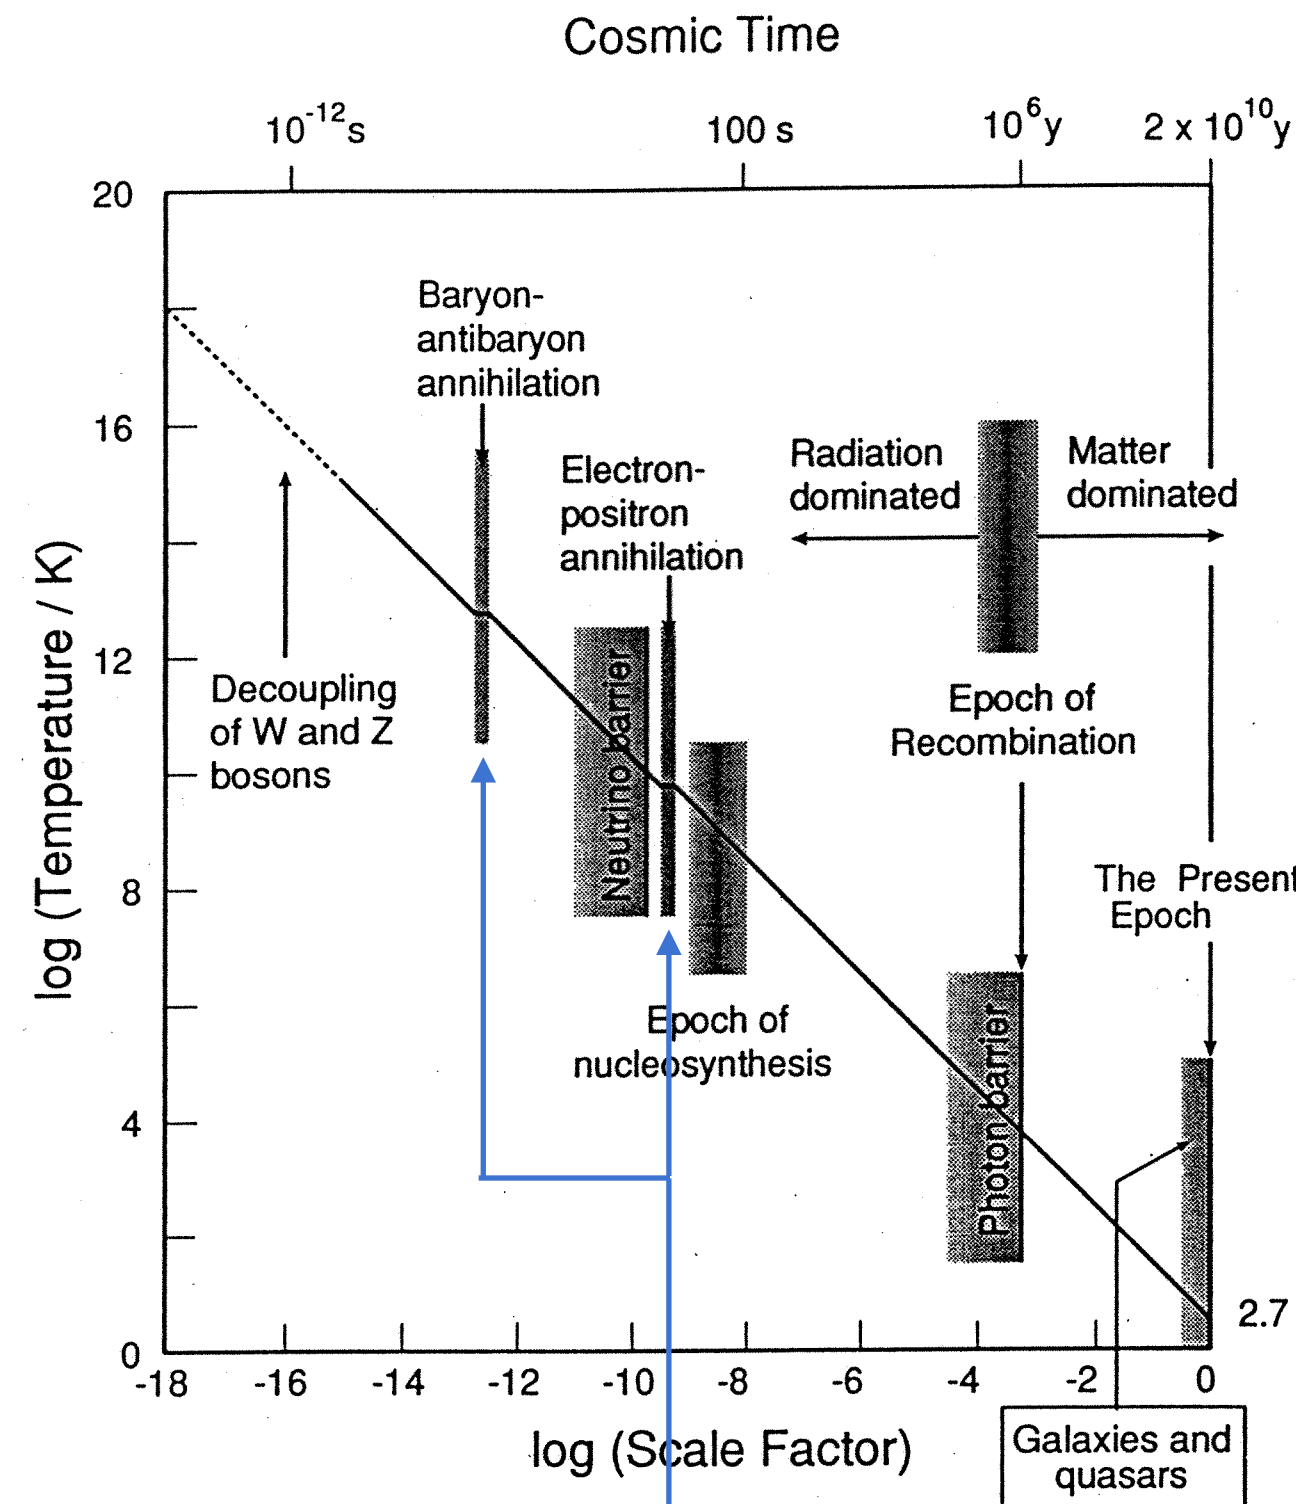 Cosmic Time
10⁻¹²s
100 s
10⁶y
2 x 10¹⁰y
20
16
12
8
4
0
log (Temperature / K)
Baryon-
antibaryon
annihilation
Electron-
positron
annihilation
Radiation
dominated
Matter
dominated
Decoupling
of W and Z
bosons
Neutrino barrier
Epoch of
Recombination
The Present
Epoch
Epoch of
nucleosynthesis
Photon barrier
2.7
-18
-16
-14
-12
-10
-8
-6
-4
-2
0
log (Scale Factor)
Galaxies and
quasars